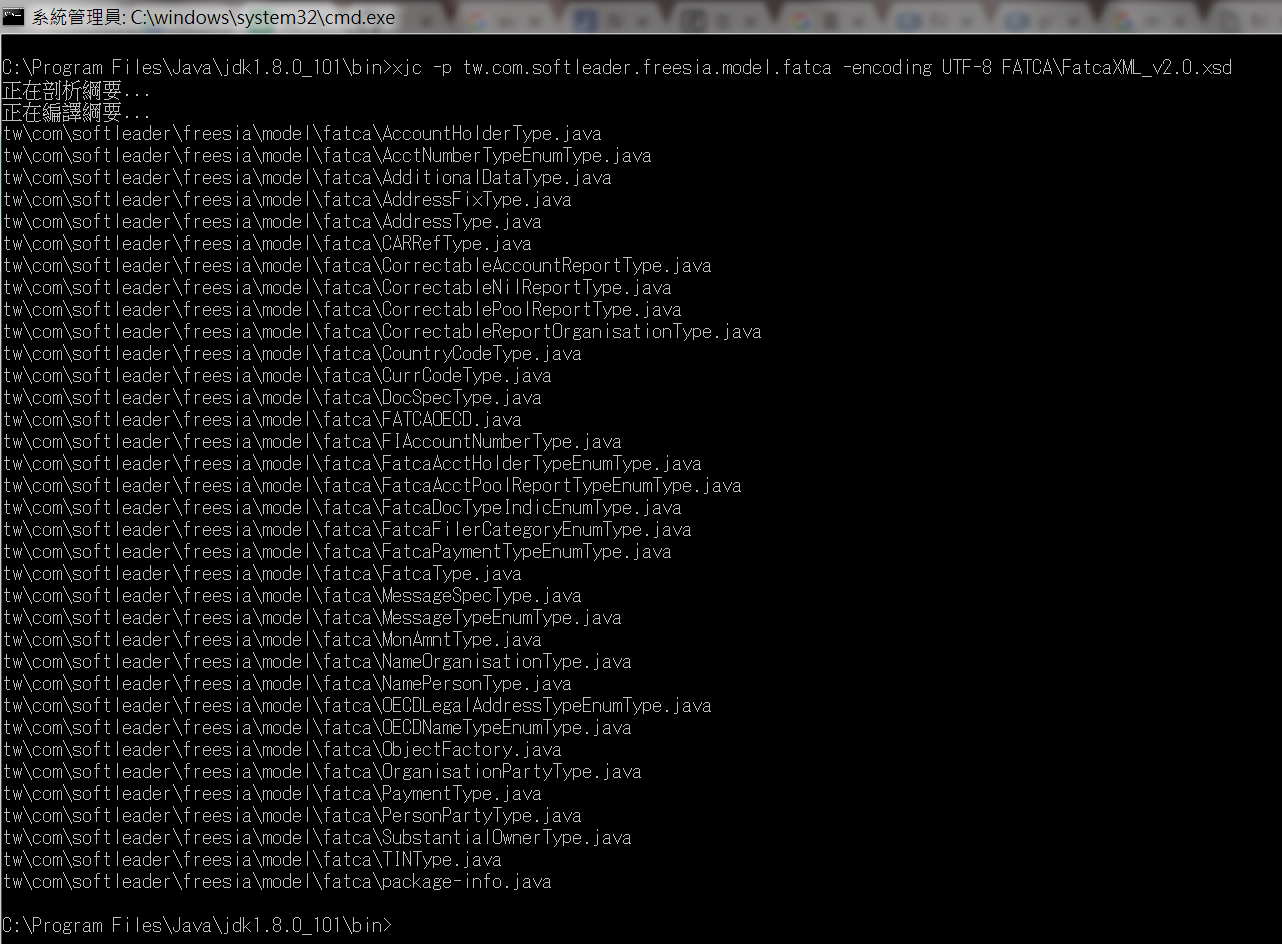 系統管理員: C:\windows\system32\cmd.exe
C:\Program Files\Java\jdk1.8.0_101\bin>xjc -p tw.com.softleader.freesia.model.fatca -encoding UTF-8 FATCA\FatcaXML_v2.0.xsd
正在剖析綱要...
正在編譯綱要...
tw\com\softleader\freesia\model\fatca\AccountHolderType.java
tw\com\softleader\freesia\model\fatca\AcctNumberTypeEnumType.java
tw\com\softleader\freesia\model\fatca\AdditionalDataType.java
tw\com\softleader\freesia\model\fatca\AddressFixType.java
tw\com\softleader\freesia\model\fatca\AddressType.java
tw\com\softleader\freesia\model\fatca\CARRefType.java
tw\com\softleader\freesia\model\fatca\CorrectableAccountReportType.java
tw\com\softleader\freesia\model\fatca\CorrectableNilReportType.java
tw\com\softleader\freesia\model\fatca\CorrectablePoolReportType.java
tw\com\softleader\freesia\model\fatca\CorrectableReportOrganisationType.java
tw\com\softleader\freesia\model\fatca\CountryCodeType.java
tw\com\softleader\freesia\model\fatca\CurrCodeType.java
tw\com\softleader\freesia\model\fatca\DocSpecType.java
tw\com\softleader\freesia\model\fatca\FATCAOECD.java
tw\com\softleader\freesia\model\fatca\FIAccountNumberType.java
tw\com\softleader\freesia\model\fatca\FatcaAcctHolderTypeEnumType.java
tw\com\softleader\freesia\model\fatca\FatcaAcctPoolReportTypeEnumType.java
tw\com\softleader\freesia\model\fatca\FatcaDocTypeIndicEnumType.java
tw\com\softleader\freesia\model\fatca\FatcaFilerCategoryEnumType.java
tw\com\softleader\freesia\model\fatca\FatcaPaymentTypeEnumType.java
tw\com\softleader\freesia\model\fatca\FatcaType.java
tw\com\softleader\freesia\model\fatca\MessageSpecType.java
tw\com\softleader\freesia\model\fatca\MessageTypeEnumType.java
tw\com\softleader\freesia\model\fatca\MonAmntType.java
tw\com\softleader\freesia\model\fatca\NameOrganisationType.java
tw\com\softleader\freesia\model\fatca\NamePersonType.java
tw\com\softleader\freesia\model\fatca\OECDLegalAddressTypeEnumType.java
tw\com\softleader\freesia\model\fatca\OECDNameTypeEnumType.java
tw\com\softleader\freesia\model\fatca\ObjectFactory.java
tw\com\softleader\freesia\model\fatca\OrganisationPartyType.java
tw\com\softleader\freesia\model\fatca\PaymentType.java
tw\com\softleader\freesia\model\fatca\PersonPartyType.java
tw\com\softleader\freesia\model\fatca\SubstantialOwnerType.java
tw\com\softleader\freesia\model\fatca\TINType.java
tw\com\softleader\freesia\model\fatca\package-info.java
C:\Program Files\Java\jdk1.8.0_101\bin>